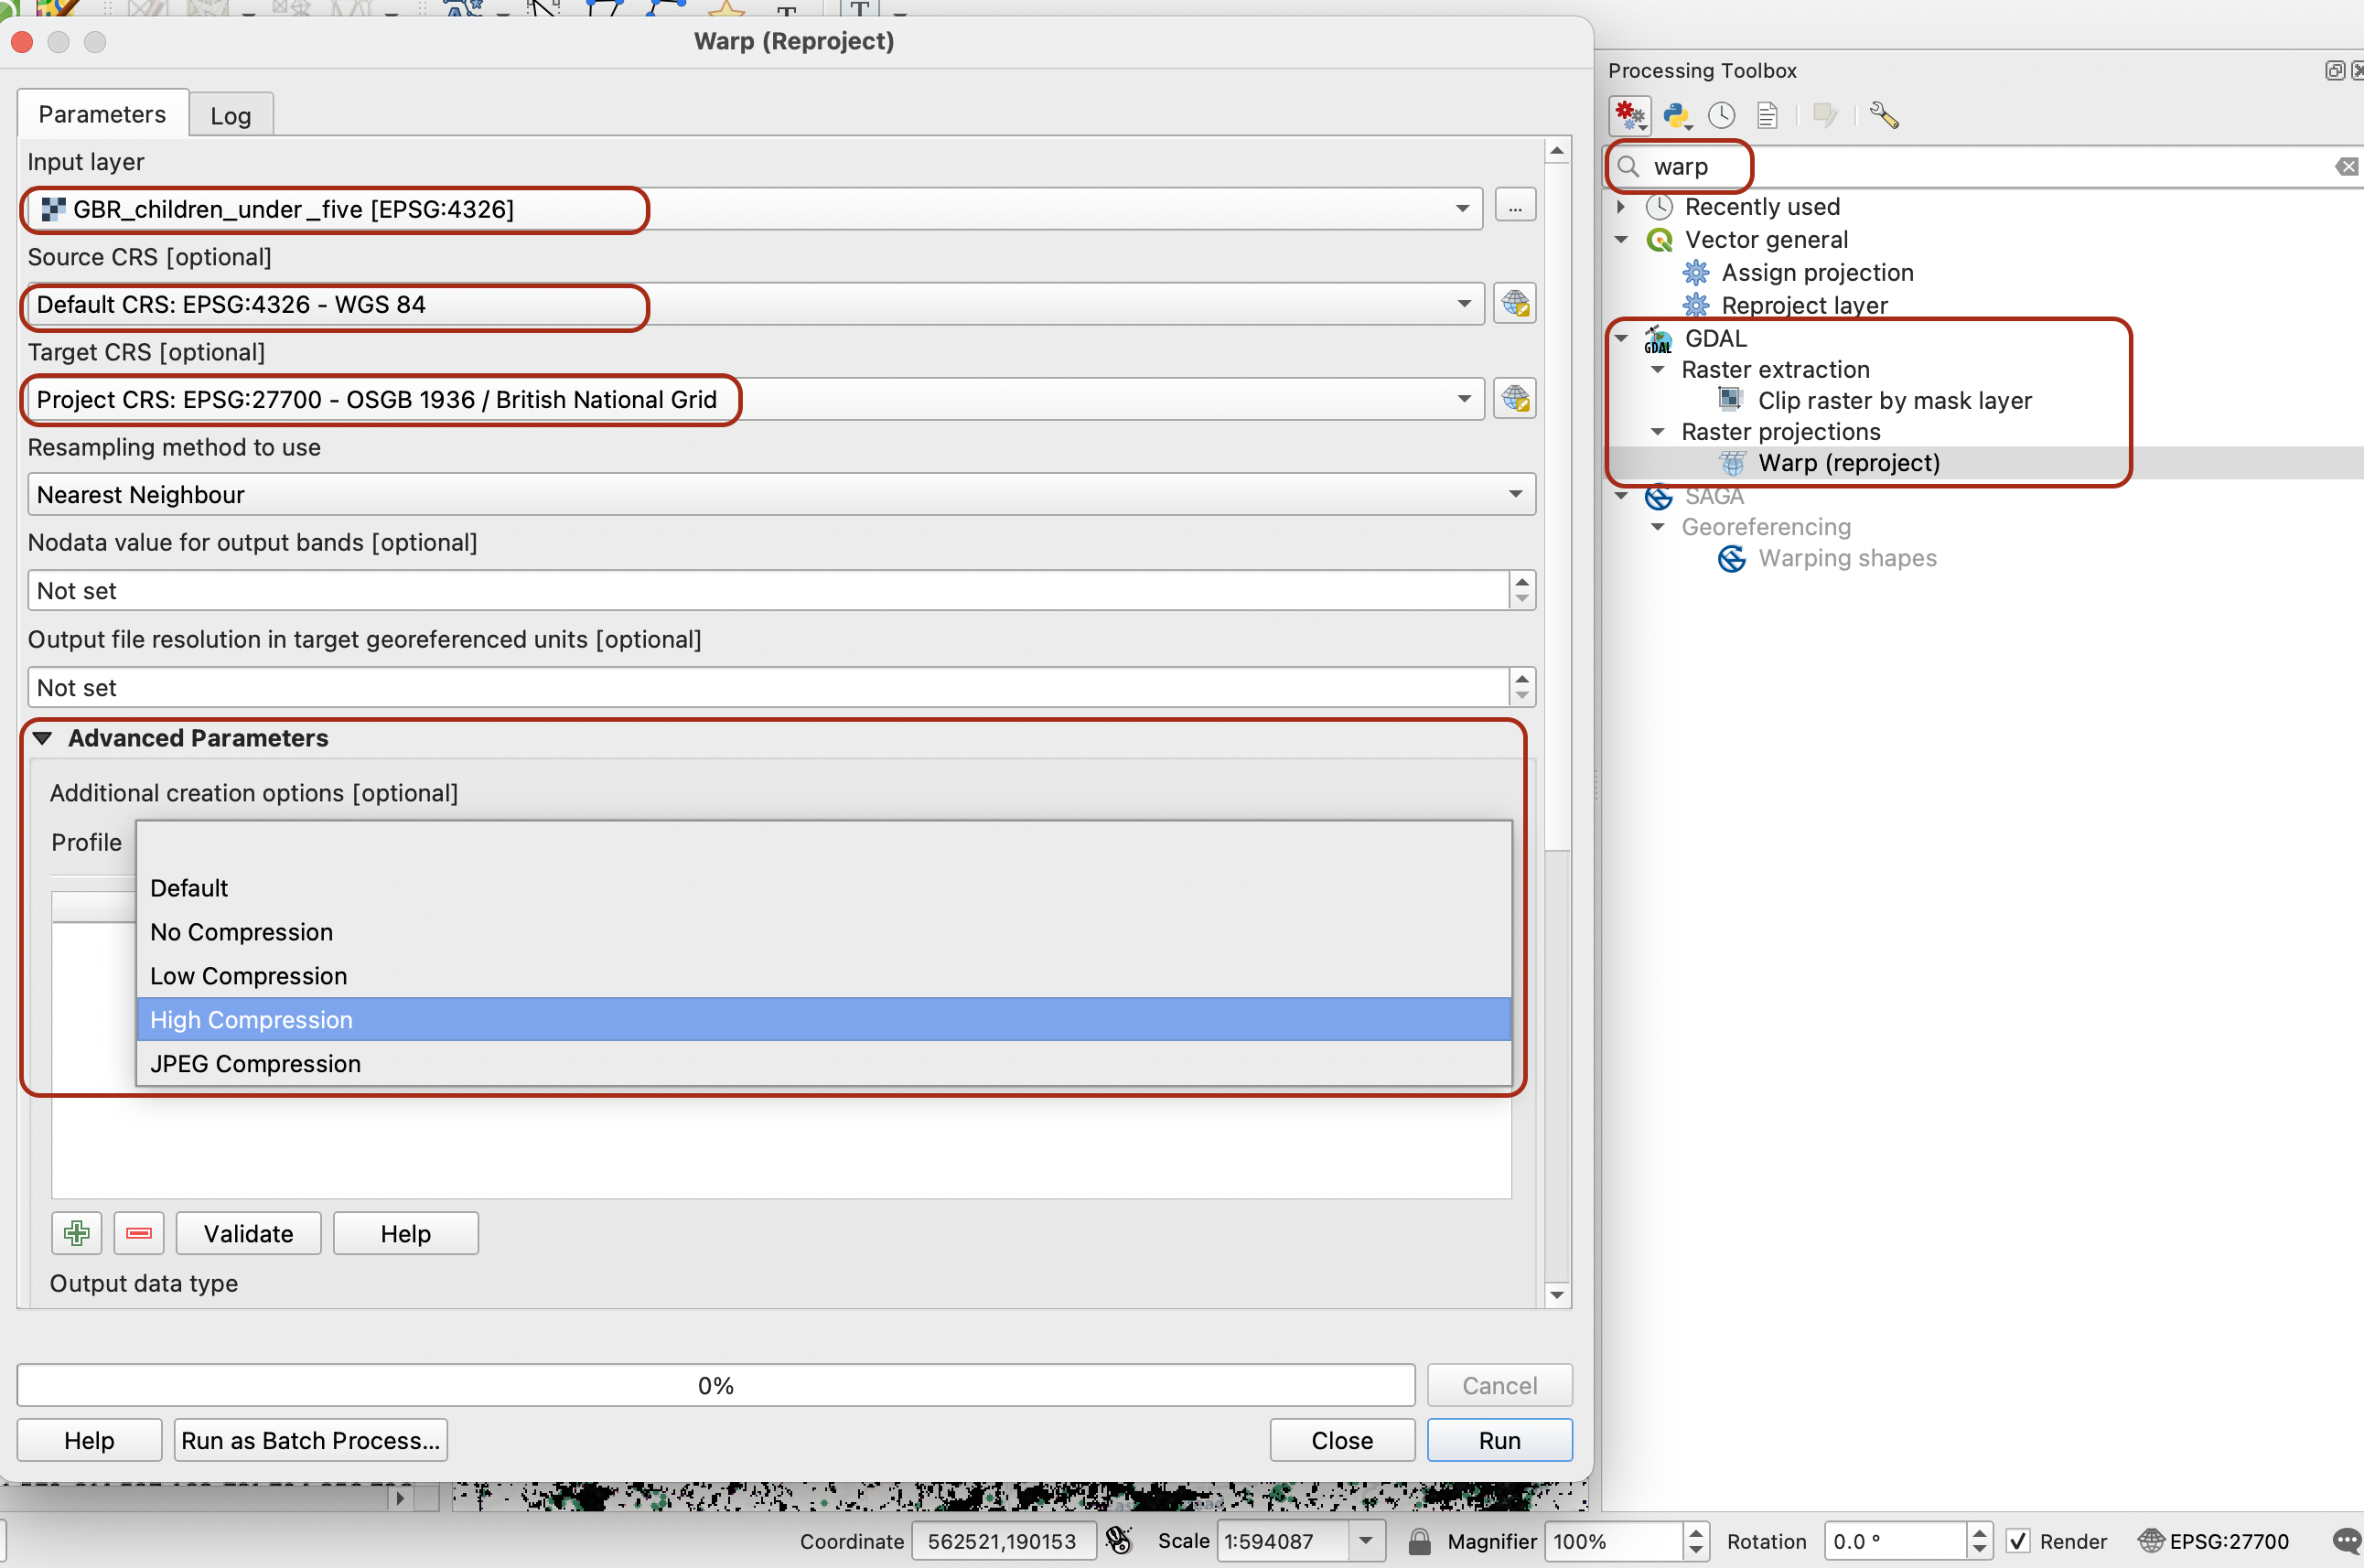 Warp (Reproject)
Parameters
Log
Input layer
GBR_children_under_five [EPSG:4326]
...
Source CRS [optional]
Default CRS: EPSG:4326 - WGS 84
Target CRS [optional]
Project CRS: EPSG:27700 - OSGB 1936 / British National Grid
Resampling method to use
Nearest Neighbour
Nodata value for output bands [optional]
Not set
Output file resolution in target georeferenced units [optional]
Not set
Advanced Parameters
Additional creation options [optional]
Profile
Default
No Compression
Low Compression
High Compression
JPEG Compression
Validate
Help
Output data type
0%
Cancel
Help
Run as Batch Process...
Close
Run
Processing Toolbox
warp
Recently used
Vector general
Assign projection
Reproject layer
GDAL
GDAL
Raster extraction
Clip raster by mask layer
Raster projections
Warp (reproject)
SAGA
Georeferencing
Warping shapes
Coordinate
562521,190153
Scale
1:594087
Magnifier
100%
Rotation
0.0 °
Render
EPSG:27700